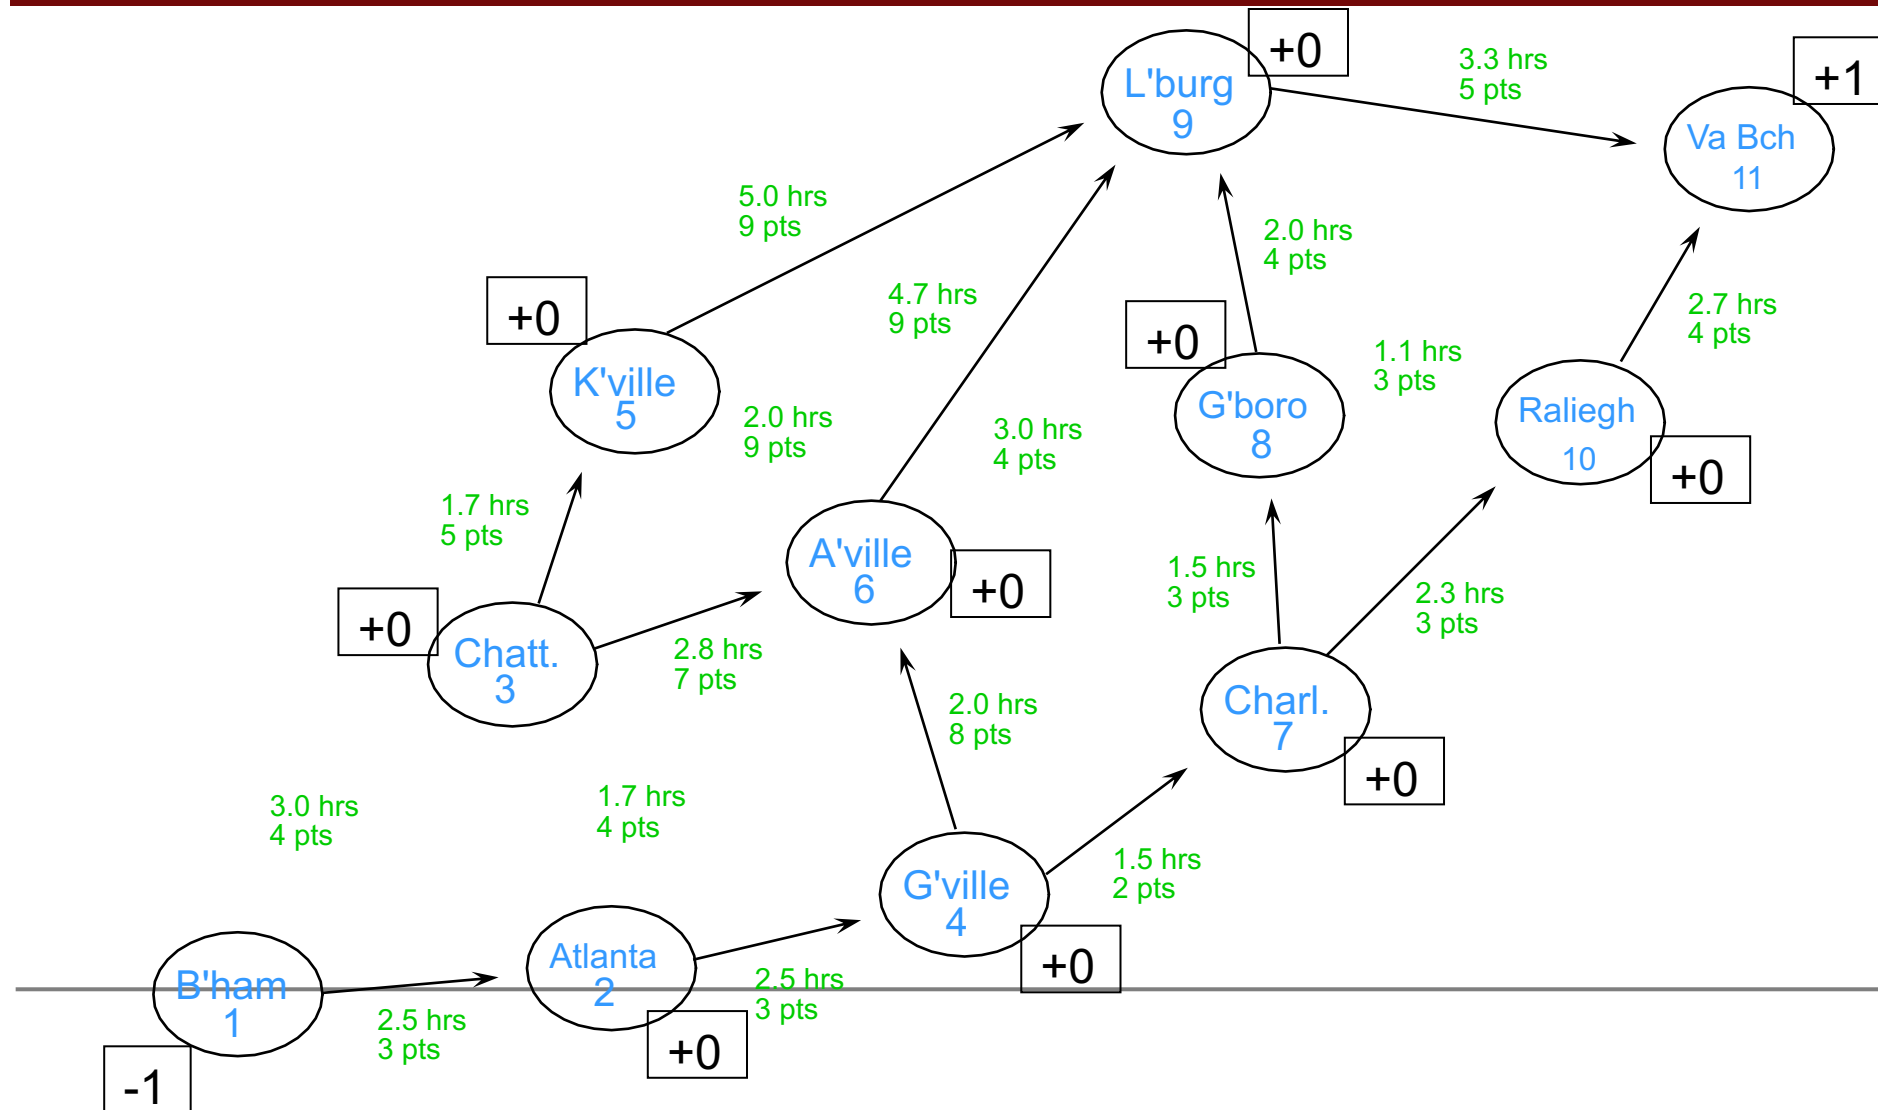 +0
L'burg
9
3.3 hrs
5 pts
+1
Va Bch
11
5.0 hrs
9 pts
2.0 hrs
4 pts
4.7 hrs
9 pts
+0
K'ville
5
+0
G'boro
8
1.1 hrs
3 pts
2.7 hrs
4 pts
Raliegh
10
+0
2.0 hrs
9 pts
3.0 hrs
4 pts
1.7 hrs
5 pts
A'ville
6
+0
1.5 hrs
3 pts
2.3 hrs
3 pts
+0
Chatt.
3
2.8 hrs
7 pts
2.0 hrs
8 pts
Charl.
7
+0
3.0 hrs
4 pts
1.7 hrs
4 pts
G'ville
4
+0
1.5 hrs
2 pts
B'ham
1
-1
2.5 hrs
3 pts
Atlanta
2
+0
2.5 hrs
3 pts